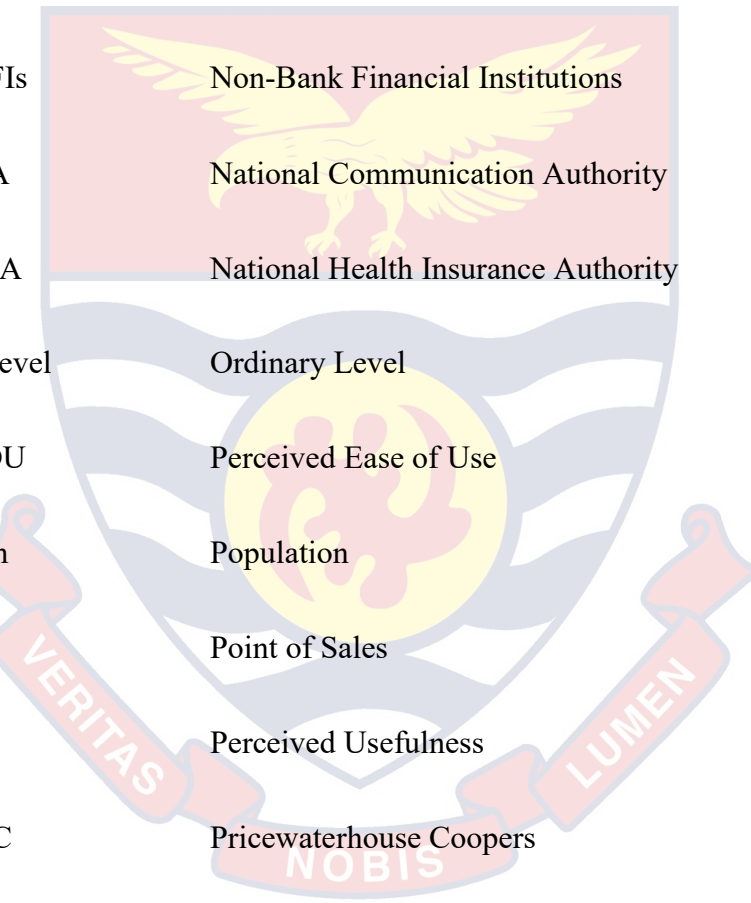 FIs Non-Bank Financial Institutions
A National Communication Authority
A National Health Insurance Authority
evel Ordinary Level
OU Perceived Ease of Use
n Population
Point of Sales
Perceived Usefulness
C Pricewaterhouse Coopers
VERITAS
NOBIS
LUMEN